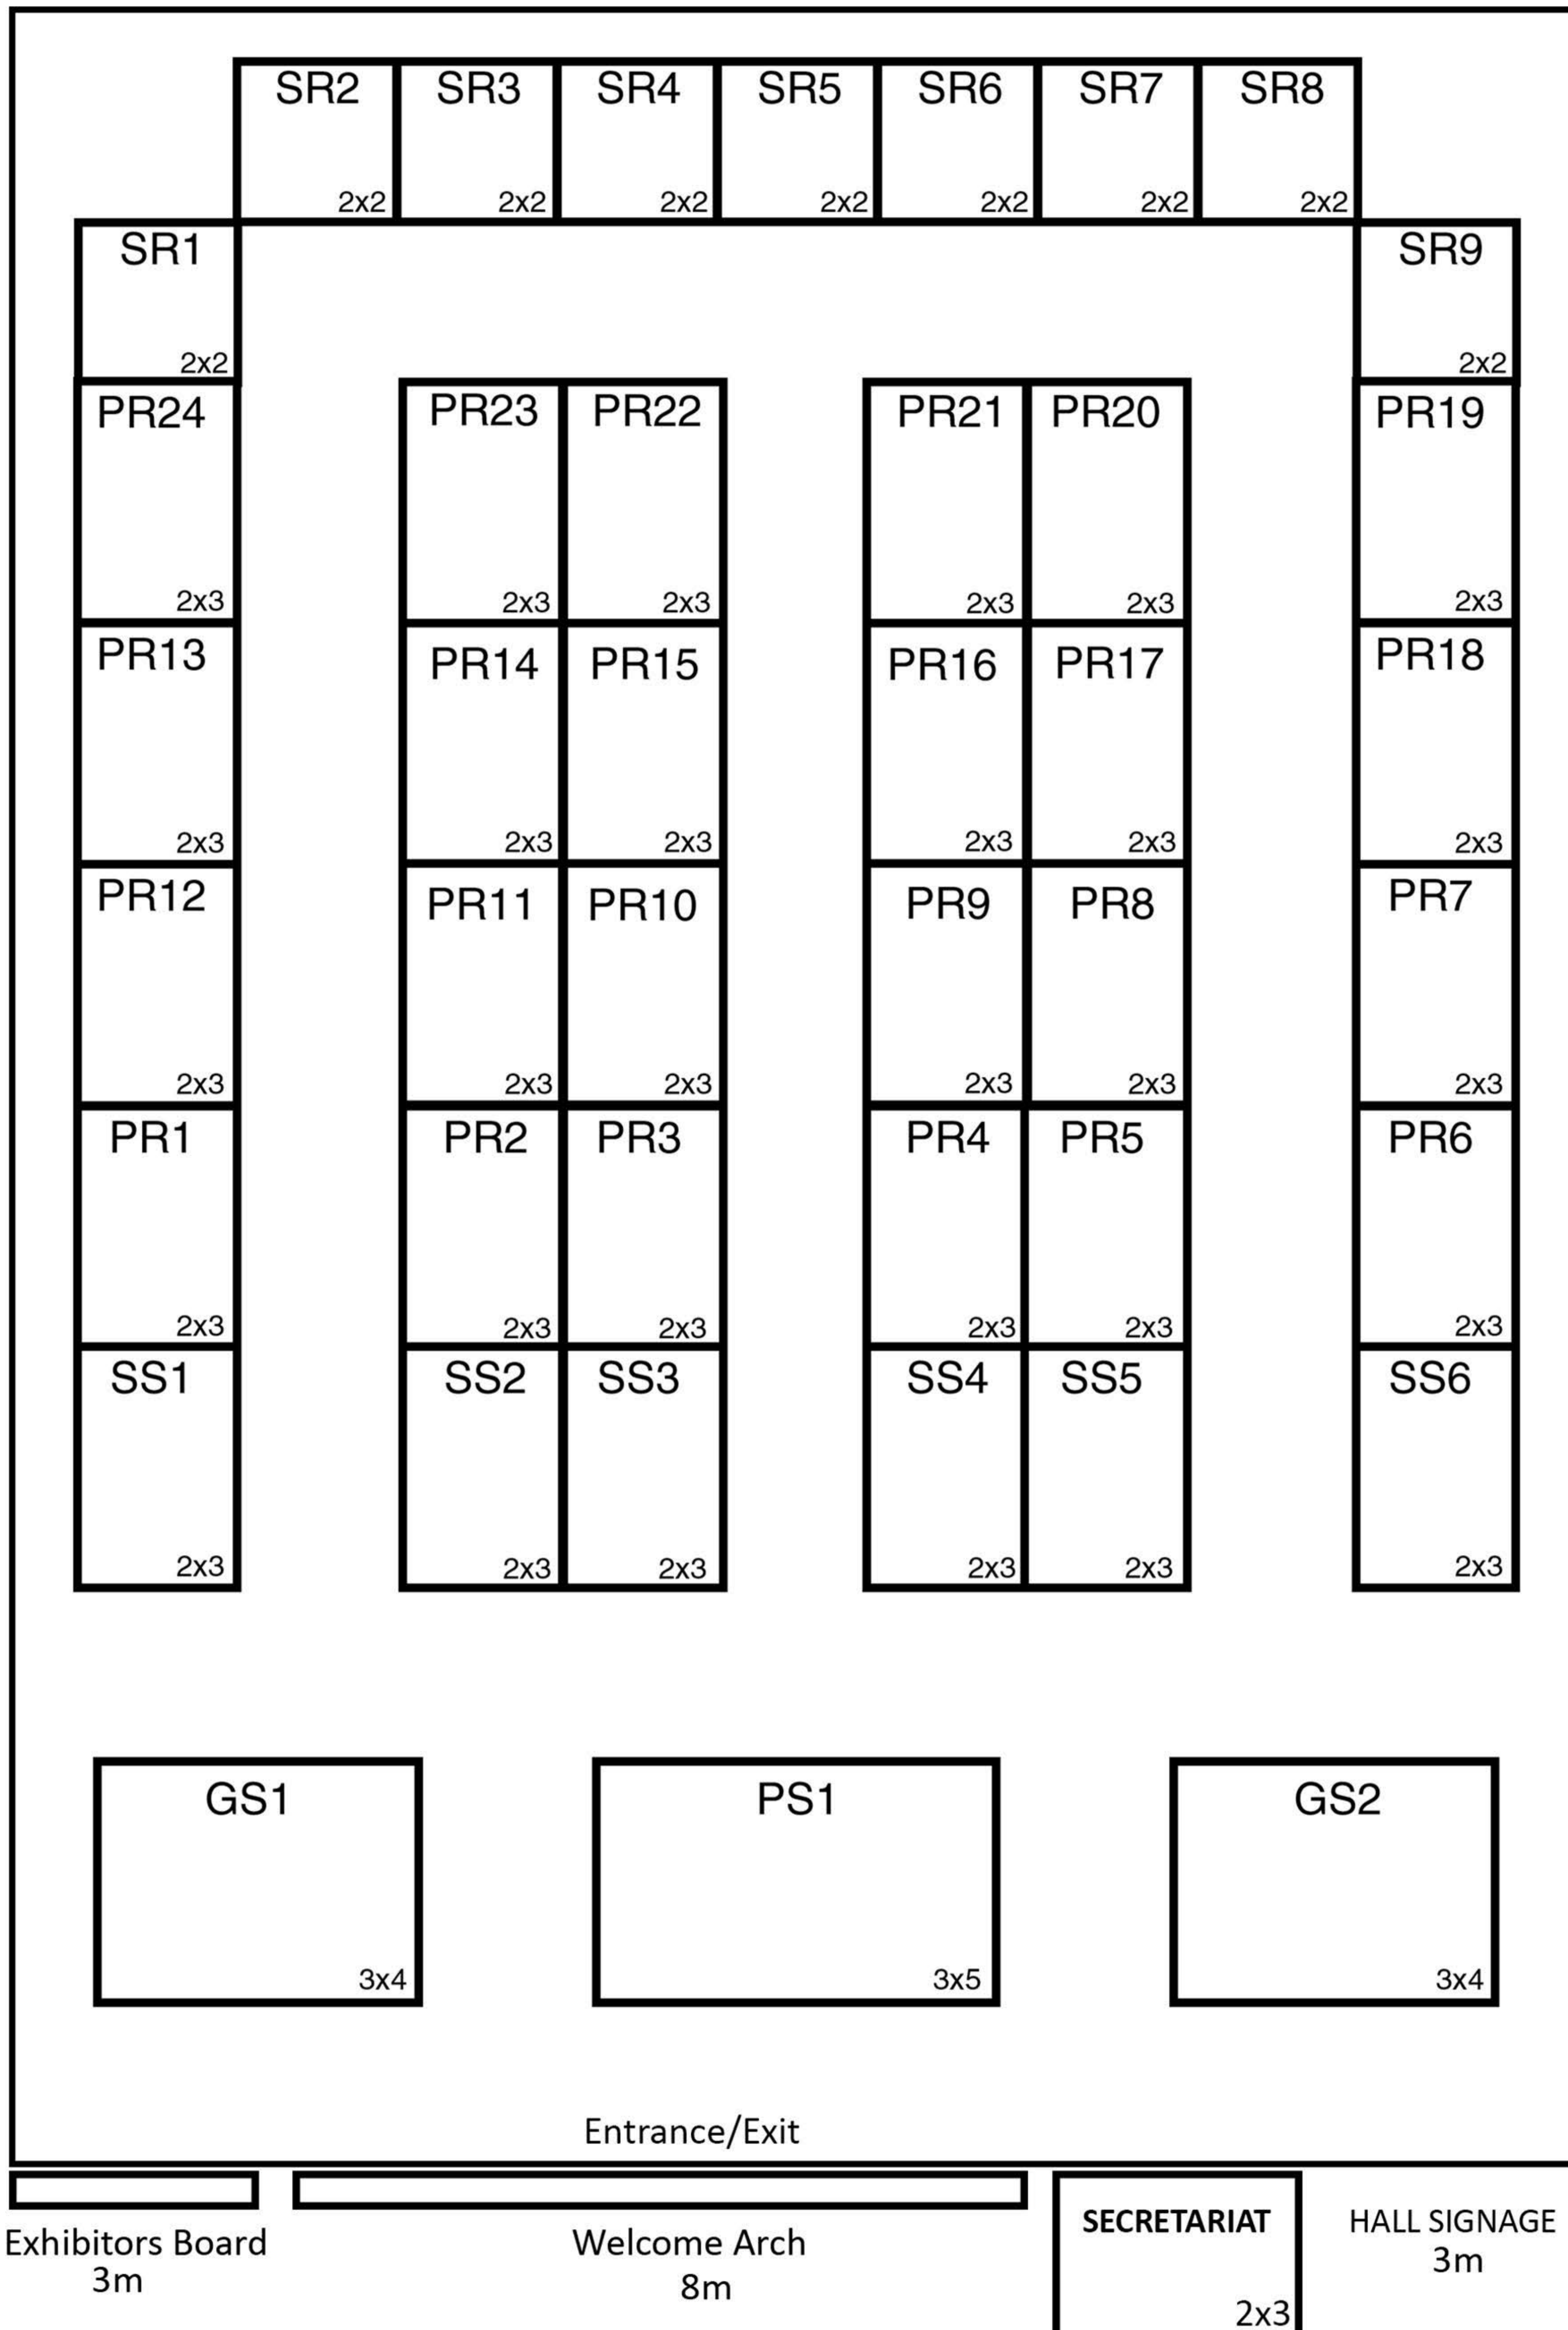 SR2 SR3 SR4 SR5 SR6 SR7 SR8
2x2 2x2 2x2 2x2 2x2 2x2 2x2
SR1 SR9
2x2 2x2
PR24 PR23 PR22 PR21 PR20 PR19
2x3 2x3 2x3 2x3 2x3 2x3
PR13 PR14 PR15 PR16 PR17 PR18
2x3 2x3 2x3 2x3 2x3 2x3
PR12 PR11 PR10 PR9 PR8 PR7
2x3 2x3 2x3 2x3 2x3 2x3
PR1 PR2 PR3 PR4 PR5 PR6
2x3 2x3 2x3 2x3 2x3 2x3
SS1 SS2 SS3 SS4 SS5 SS6
2x3 2x3 2x3 2x3 2x3 2x3
GS1 PS1 GS2
3x4 3x5 3x4
Entrance/Exit
Exhibitors Board
3m
Welcome Arch
8m
SECRETARIAT
2x3
HALL SIGNAGE
3m